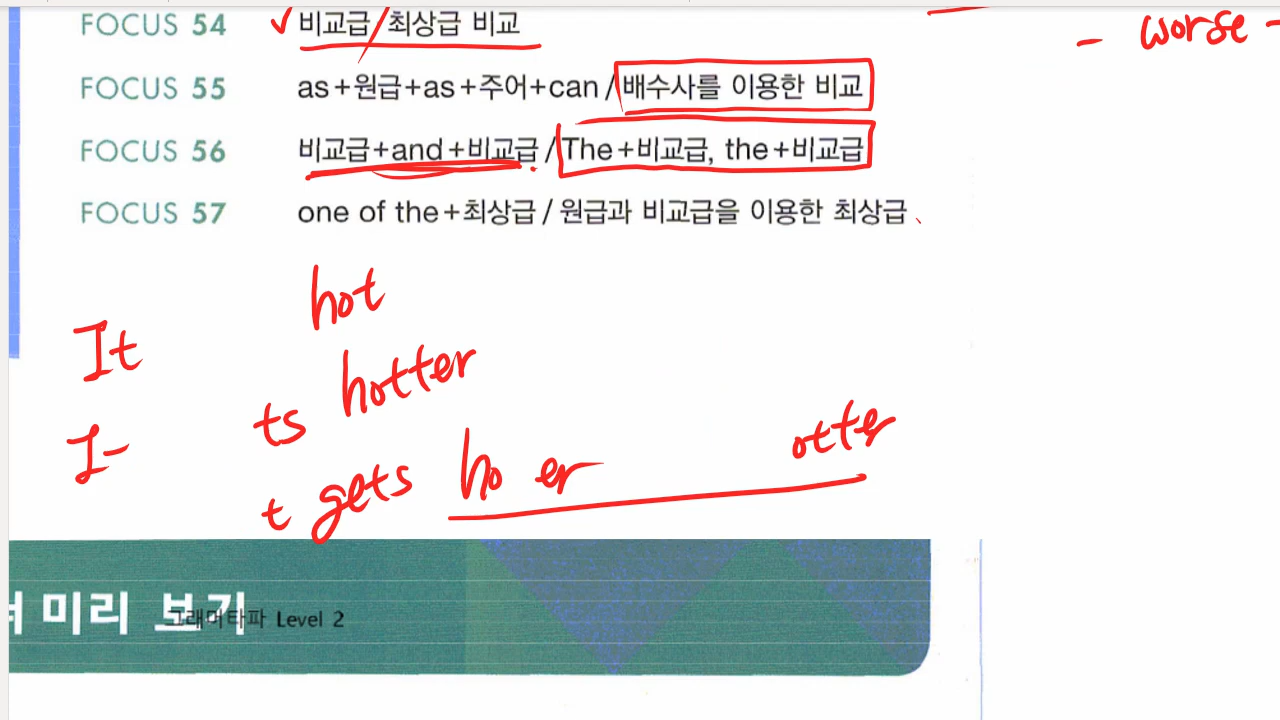 FOCUS 54 비교급/최상급 비교
- worse -
FOCUS 55 as+원급+as+주어+can/배수사를 이용한 비교
FOCUS 56 비교급+and+비교급/The+비교급, the+비교급
FOCUS 57 one of the+최상급/원급과 비교급을 이용한 최상급
hot
It
ts hotter
I
t gets ho er otter
미리 보기
그래머타파 Level 2